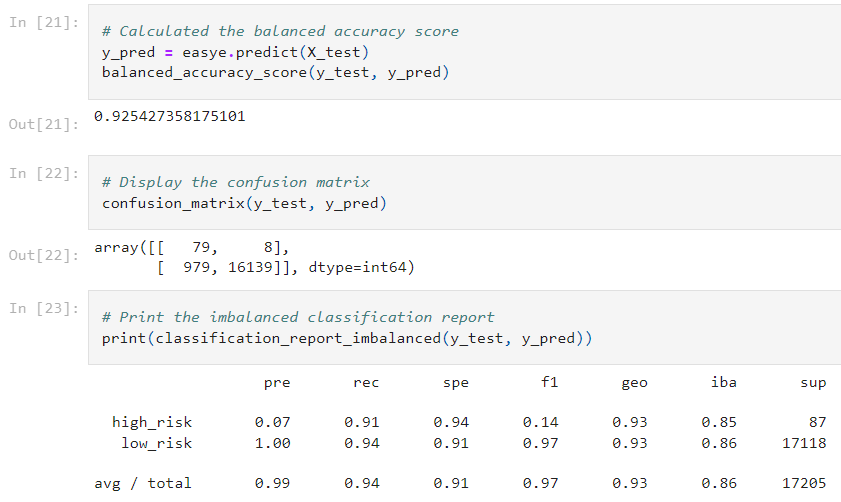 In [21]:
# Calculated the balanced accuracy score
y_pred = easye.predict(X_test)
balanced_accuracy_score(y_test, y_pred)
Out[21]:
0.925427358175101
In [22]:
# Display the confusion matrix
confusion_matrix(y_test, y_pred)
Out[22]:
array([[   79,     8],
       [  979, 16139]], dtype=int64)
In [23]:
# Print the imbalanced classification report
print(classification_report_imbalanced(y_test, y_pred))
pre rec spe f1 geo iba sup
high_risk 0.07 0.91 0.94 0.14 0.93 0.85 87
low_risk 1.00 0.94 0.91 0.97 0.93 0.86 17118
avg / total 0.99 0.94 0.91 0.97 0.93 0.86 17205